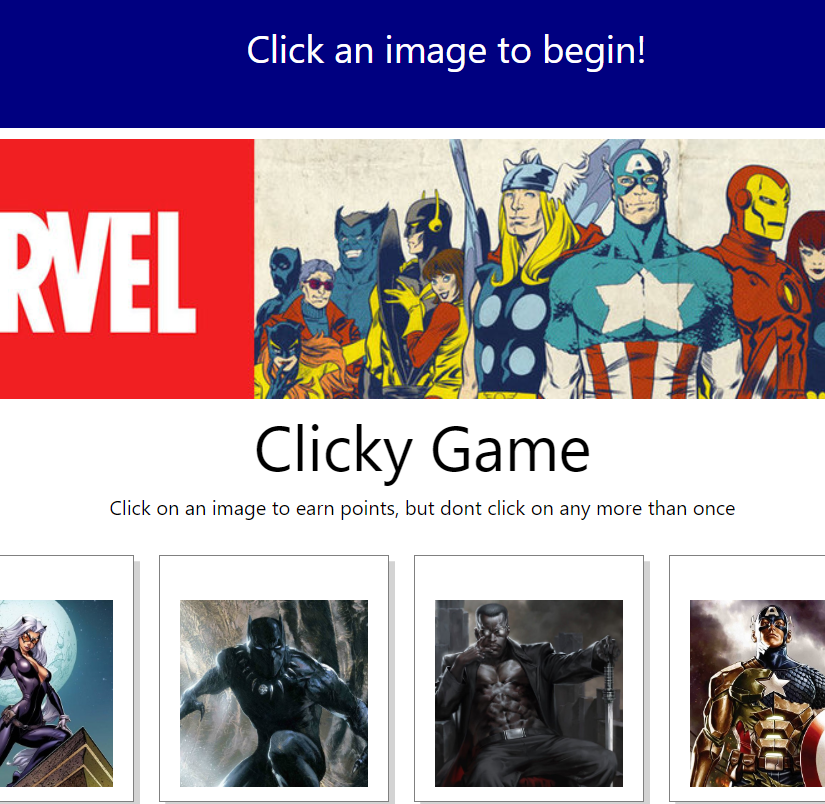 Click an image to begin!
RVEL
Clicky Game
Click on an image to earn points, but dont click on any more than once